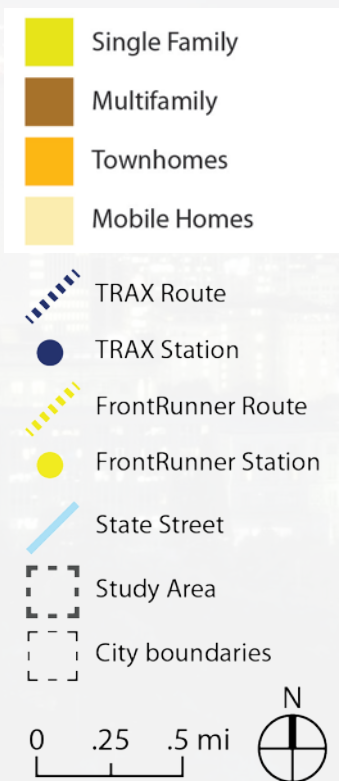 Single Family
Multifamily
Townhomes
Mobile Homes
TRAX Route
TRAX Station
FrontRunner Route
FrontRunner Station
State Street
Study Area
City boundaries
N
0 .25 .5 mi